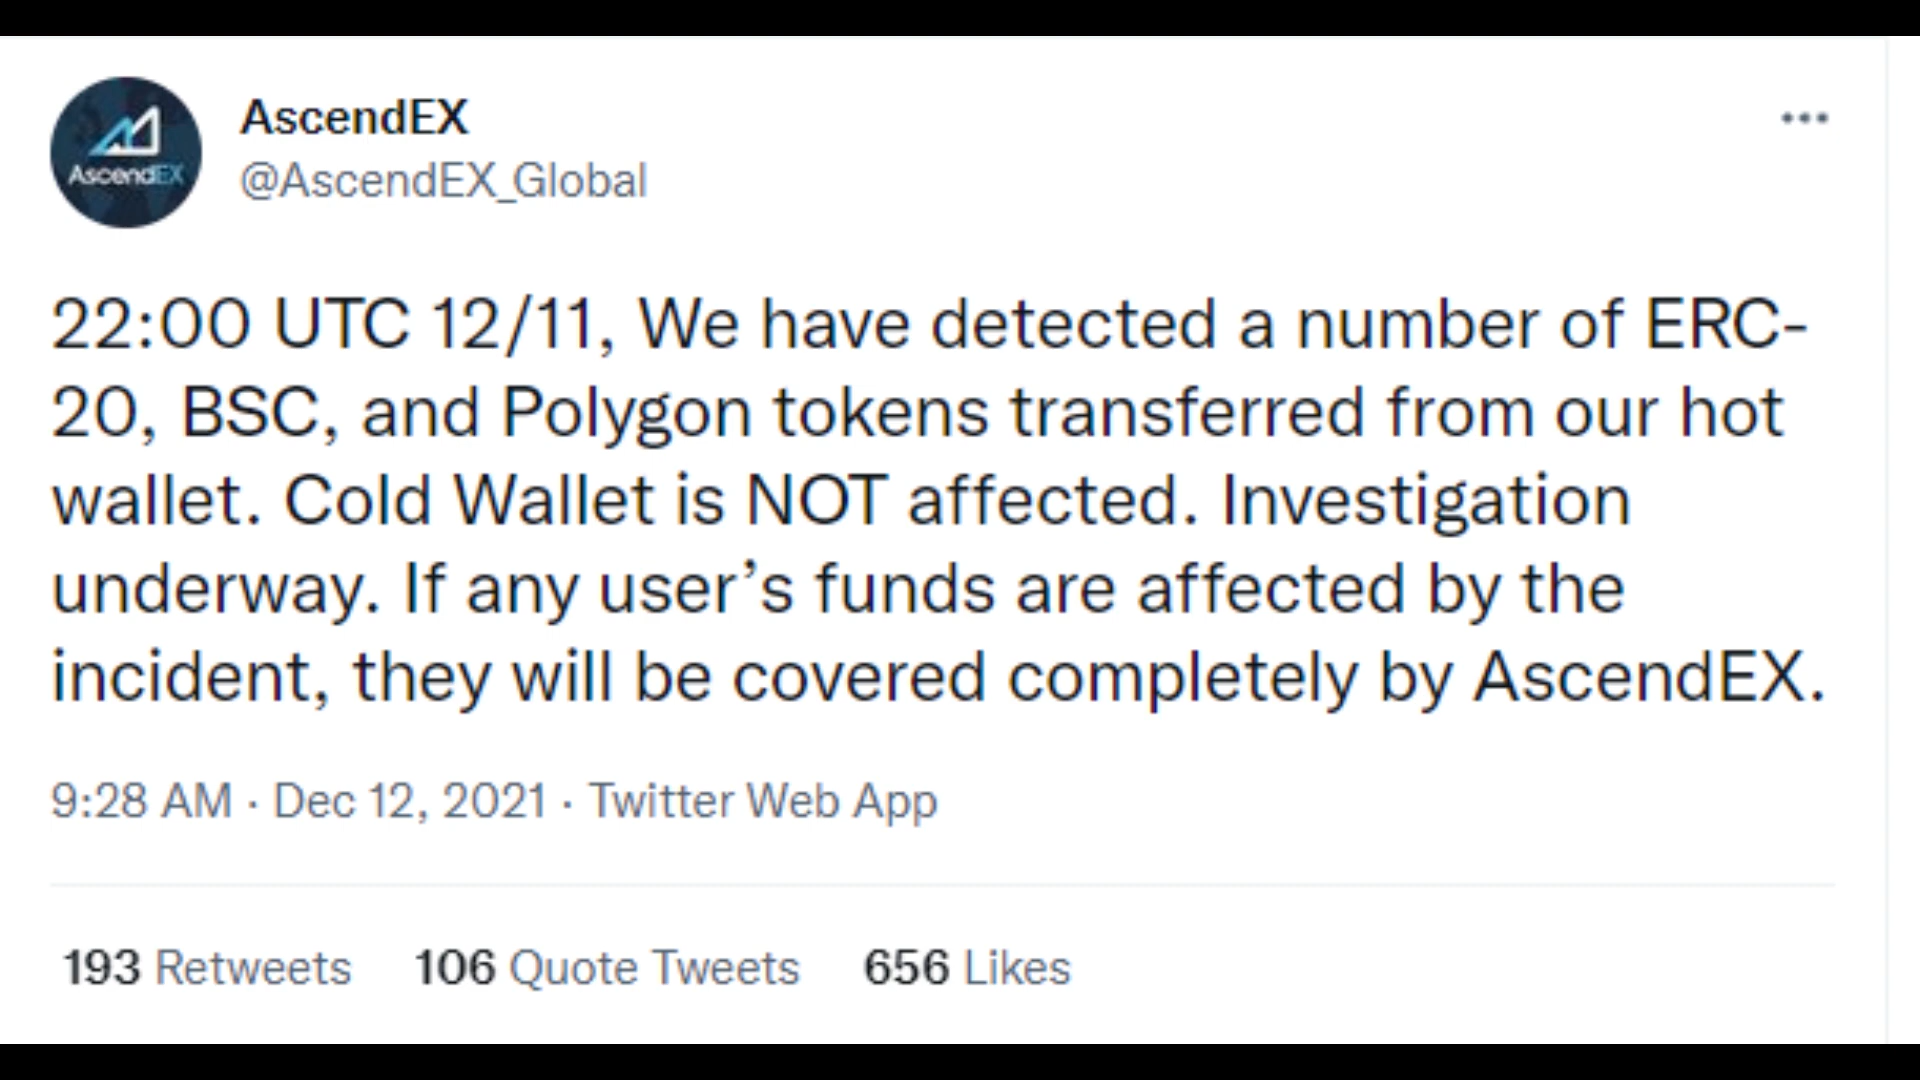 AscendEX
AscendEX
@AscendEX_Global
22:00 UTC 12/11, We have detected a number of ERC-
20, BSC, and Polygon tokens transferred from our hot
wallet. Cold Wallet is NOT affected. Investigation
underway. If any user’s funds are affected by the
incident, they will be covered completely by AscendEX.
9:28 AM · Dec 12, 2021 · Twitter Web App
193 Retweets 106 Quote Tweets 656 Likes